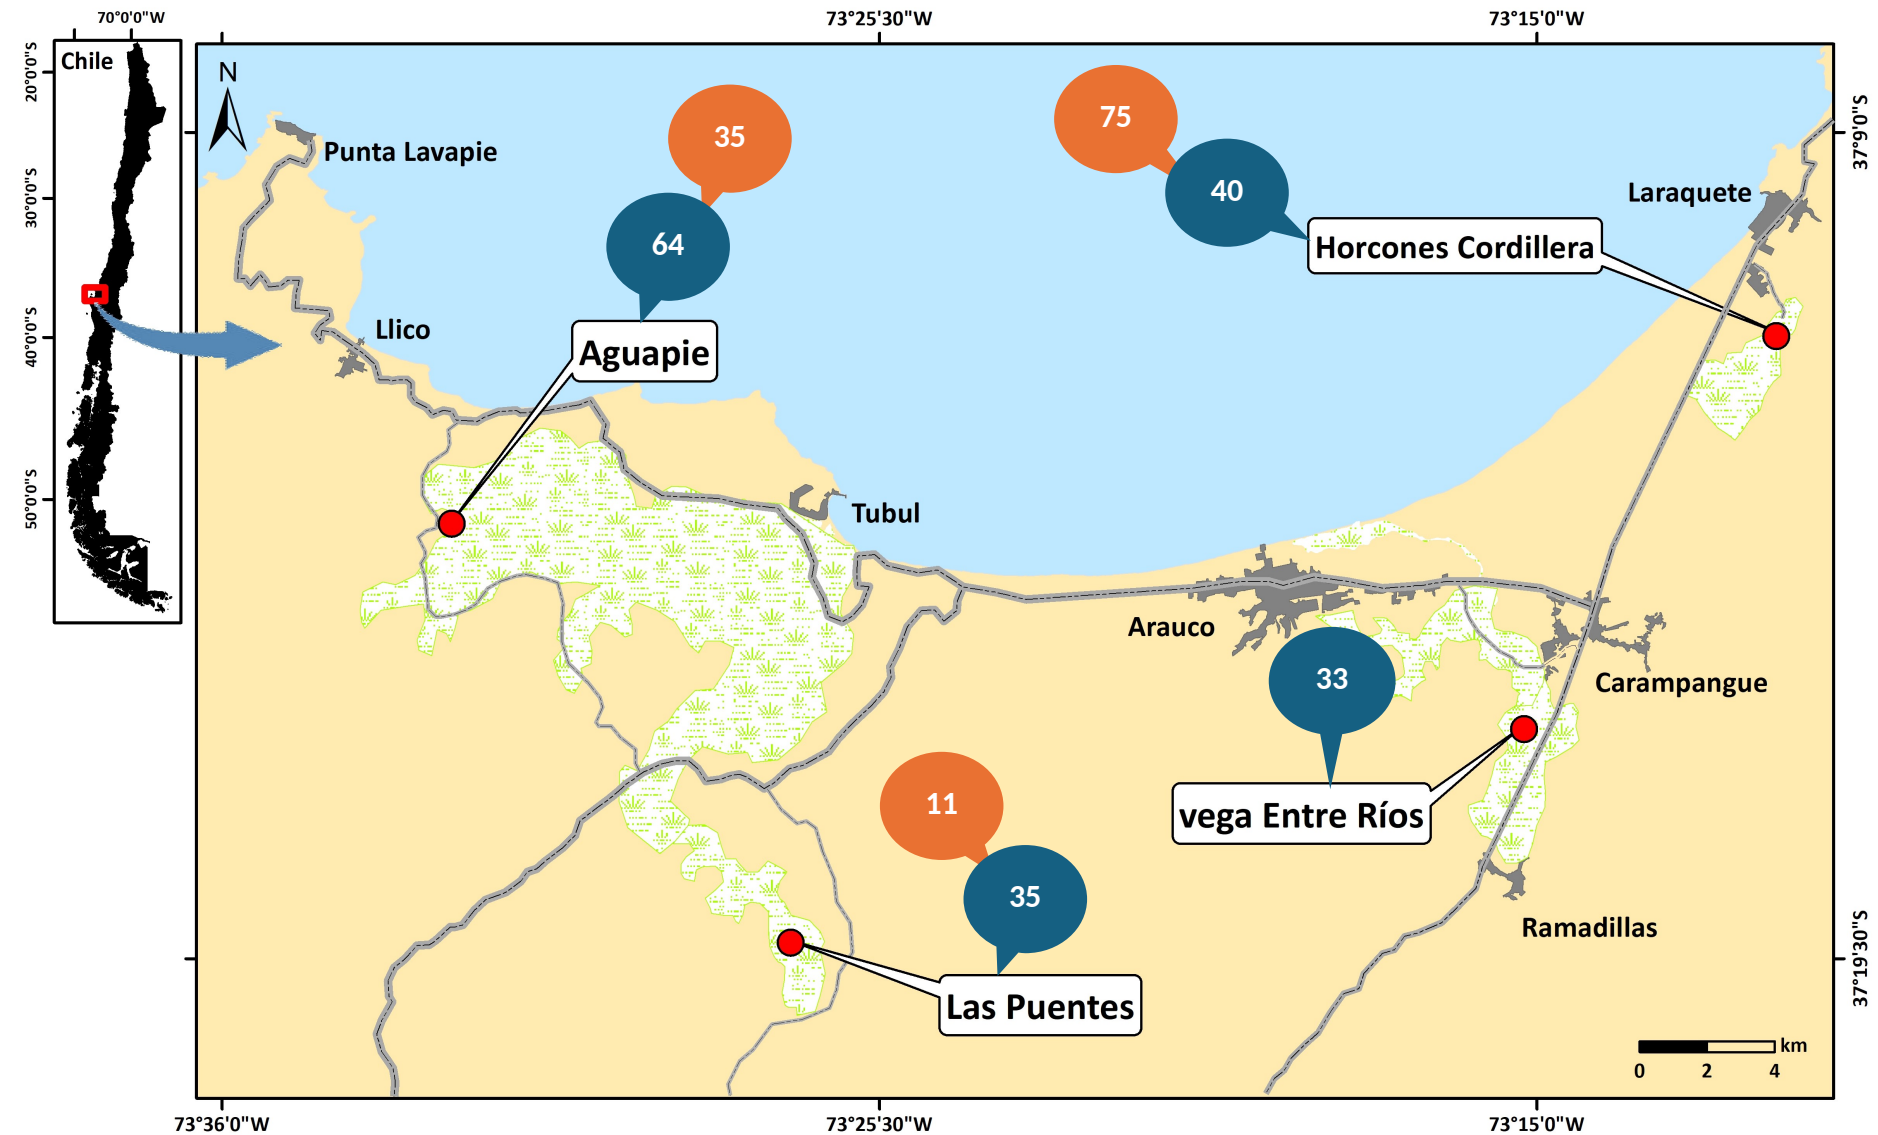 70°0'0"W
73°25'30"W
73°15'0"W
Chile
20°0'0"S
30°0'0"S
40°0'0"S
50°0'0"S
N
Punta Lavapie
35
64
75
40
Laraquete
37°9'0"S
Horcones Cordillera
Llico
Aguapie
Tubul
Arauco
33
Carampangue
vega Entre Ríos
11
35
Ramadillas
Las Puentes
37°19'30"S
km
0 2 4
73°36'0"W
73°25'30"W
73°15'0"W